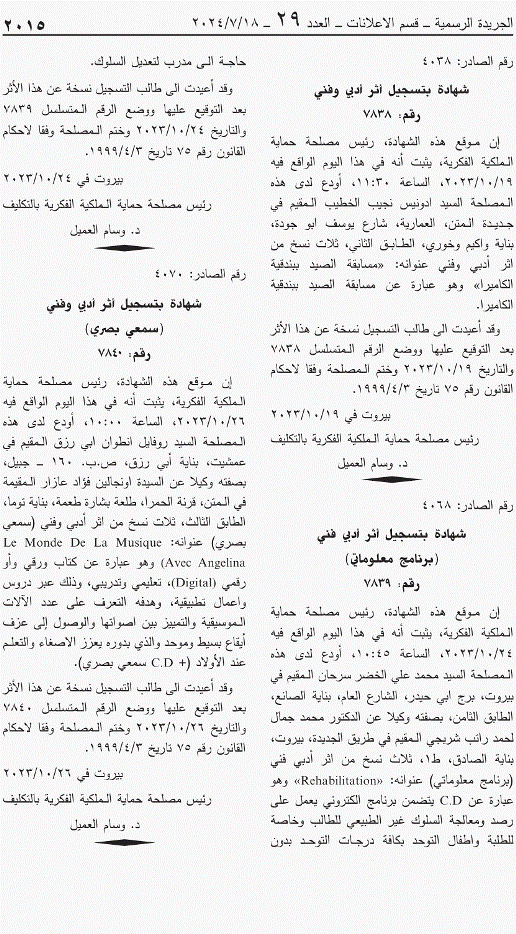 الجريدة الرسمية ــ قسم الاعلانات ــ العدد ٢٩ ــ ٢٠٢٤/٧/١٨
٢٠١٥
رقم الصادر: ٤٠٣٨
شهادة بتسجيل أثر أدبي وفني
رقم: ٧٨٣٨
إن موقع هذه الشهادة، رئيس مصلحة حماية
الملكية الفكرية، يثبت أنه في هذا اليوم الواقع فيه
٢٠٢٣/١٠/١٩، الساعة ١١:٣٠، أودع لدى هذه
المصلحة السيد ادونيس نجيب الخطيب المقيم في
جديدة المتن، العمارية، شارع يوسف ابو جودة،
بناية واكيم وخوري، الطابق الثاني، ثلاث نسخ من
اثر أدبي وفني عنوانه: «مسابقة الصيد ببندقية
الكاميرا» وهو عبارة عن مسابقة الصيد ببندقية
الكاميرا.
وقد أعيدت الى طالب التسجيل نسخة عن هذا الأثر
بعد التوقيع عليها ووضع الرقم المتسلسل ٧٨٣٨
والتاريخ ٢٠٢٣/١٠/١٩ وختم المصلحة وفقا لاحكام
القانون رقم ٧٥ تاريخ ١٩٩٩/٤/٣.
بيروت في ٢٠٢٣/١٠/١٩
رئيس مصلحة حماية الملكية الفكرية بالتكليف
د. وسام العميل
رقم الصادر: ٤٠٦٨
شهادة بتسجيل أثر أدبي وفني
(برنامج معلوماتي)
رقم: ٧٨٣٩
إن موقع هذه الشهادة، رئيس مصلحة حماية
الملكية الفكرية، يثبت أنه في هذا اليوم الواقع فيه
٢٠٢٣/١٠/٢٤، الساعة ١٠:٤٥، أودع لدى هذه
المصلحة السيد محمد علي الخضر سرحان المقيم في
بيروت، برج ابي حيدر، الشارع العام، بناية الصانع،
الطابق الثامن، بصفته وكيلا عن الدكتور محمد جمال
لحمد راتب شريجي المقيم في طريق الجديدة، بيروت،
بناية الصادق، ط١، ثلاث نسخ من اثر أدبي فني
(برنامج معلوماتي) عنوانه: «Rehabilitation» وهو
عبارة عن C.D يتضمن برنامج الكتروني يعمل على
رصد ومعالجة السلوك غير الطبيعي للطالب وخاصة
للطلبة واطفال التوحد بكافة درجات التوحد بدون
حاجة الى مدرب لتعديل السلوك.
وقد أعيدت الى طالب التسجيل نسخة عن هذا الأثر
بعد التوقيع عليها ووضع الرقم المتسلسل ٧٨٣٩
والتاريخ ٢٠٢٣/١٠/٢٤ وختم المصلحة وفقا لاحكام
القانون رقم ٧٥ تاريخ ١٩٩٩/٤/٣.
بيروت في ٢٠٢٣/١٠/٢٤
رئيس مصلحة حماية الملكية الفكرية بالتكليف
د. وسام العميل
رقم الصادر: ٤٠٧٠
شهادة بتسجيل أثر أدبي وفني
(سمعي بصري)
رقم: ٧٨٤٠
إن موقع هذه الشهادة، رئيس مصلحة حماية
الملكية الفكرية، يثبت أنه في هذا اليوم الواقع فيه
٢٠٢٣/١٠/٢٦، الساعة ١٠:٠٠، أودع لدى هذه
المصلحة السيد روفايل انطوان ابي رزق المقيم في
عمشيت، بناية أبي رزق، ص.ب. ١٦٠ ــ جبيل،
بصفته وكيلا عن السيدة اونجالين فؤاد عازار المقيمة
في المتن، قرنة الحمرا، طلعة بشارة طعمة، بناية توما،
الطابق الثالث، ثلاث نسخ من اثر أدبي وفني (سمعي
بصري) عنوانه: Le Monde De La Musique
(Avec Angelina وهو عبارة عن كتاب ورقي وأو
رقمي (Digital)، تعليمي وتدريبي، وذلك عبر دروس
واعمال تطبيقية، وهدفه التعرف على عدد الآلات
الموسيقية والتمييز بين اصواتها والوصول إلى عزف
أيقاع بسيط وموحد والذي بدوره يعزز الاصغاء والتعلم
عند الأولاد (+ C.D سمعي بصري).
وقد أعيدت الى طالب التسجيل نسخة عن هذا الأثر
بعد التوقيع عليها ووضع الرقم المتسلسل ٧٨٤٠
والتاريخ ٢٠٢٣/١٠/٢٦ وختم المصلحة وفقا لاحكام
القانون رقم ٧٥ تاريخ ١٩٩٩/٤/٣.
بيروت في ٢٠٢٣/١٠/٢٦
رئيس مصلحة حماية الملكية الفكرية بالتكليف
د. وسام العميل